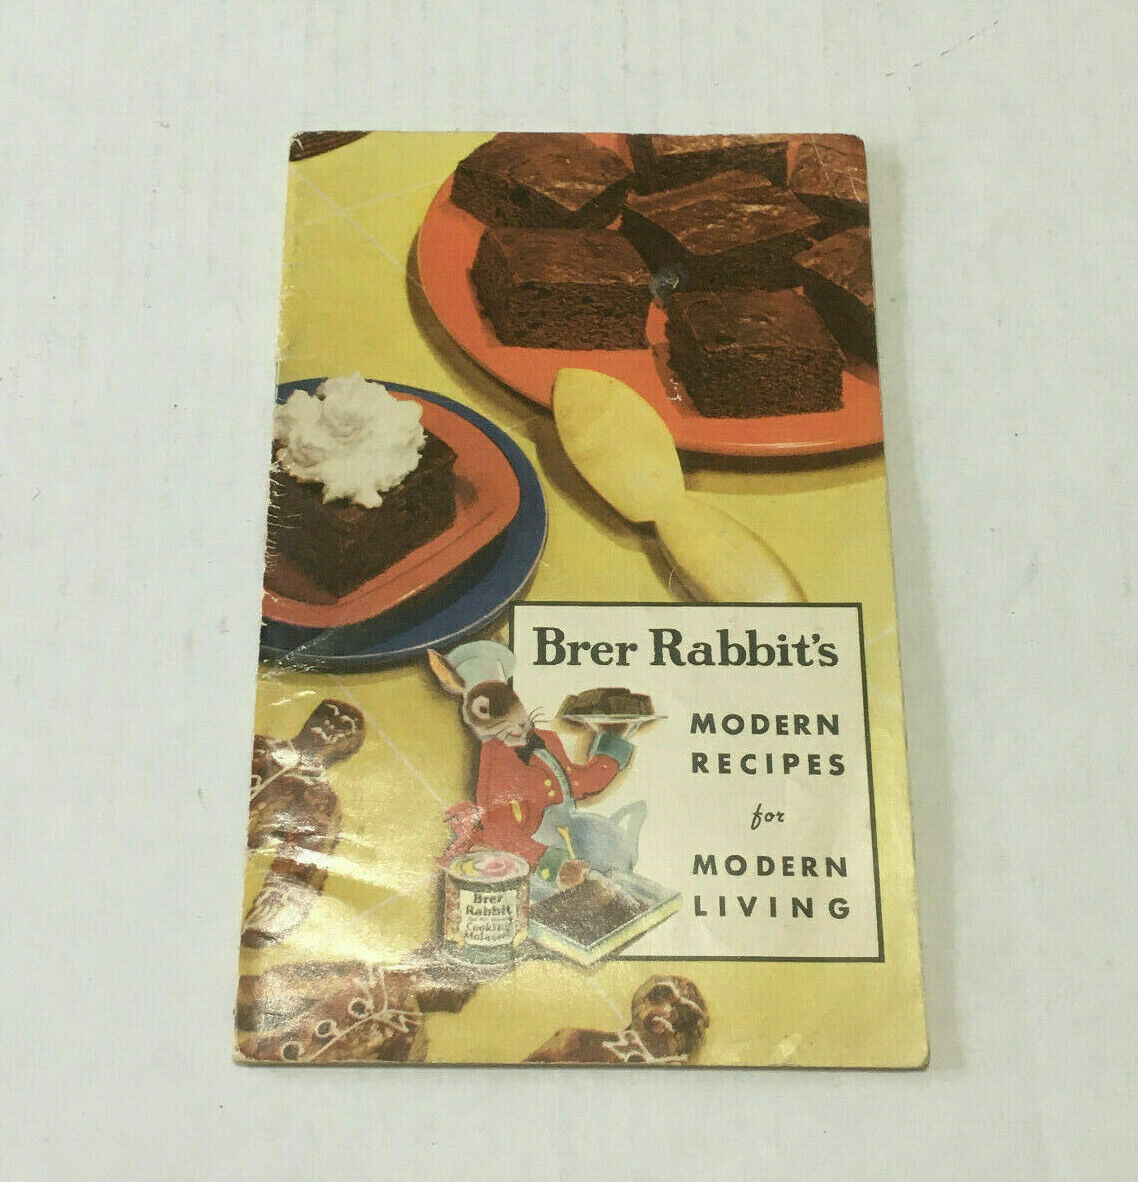 Brer Rabbit's
MODERN
RECIPES
for
MODERN
LIVING
Brer
Rabbit
Cooking
Molasses